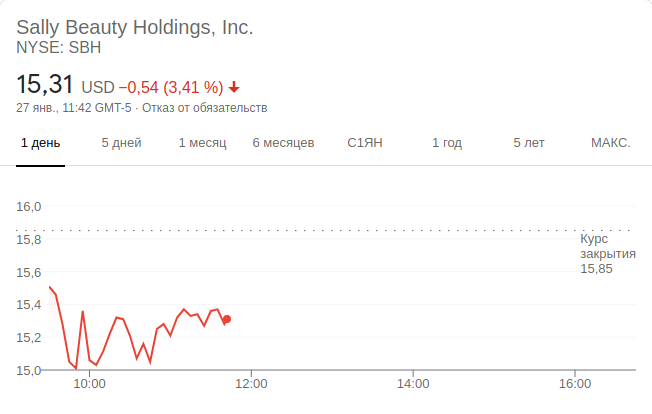 Sally Beauty Holdings, Inc.
NYSE: SBH
15,31 USD −0,54 (3,41 %)
27 янв., 11:42 GMT-5 · Отказ от обязательств
1 день 5 дней 1 месяц 6 месяцев С1ЯН 1 год 5 лет МАКС.
16,0
15,8
Курс
закрытия
15,85
15,6
15,4
15,2
15,0
10:00 12:00 14:00 16:00